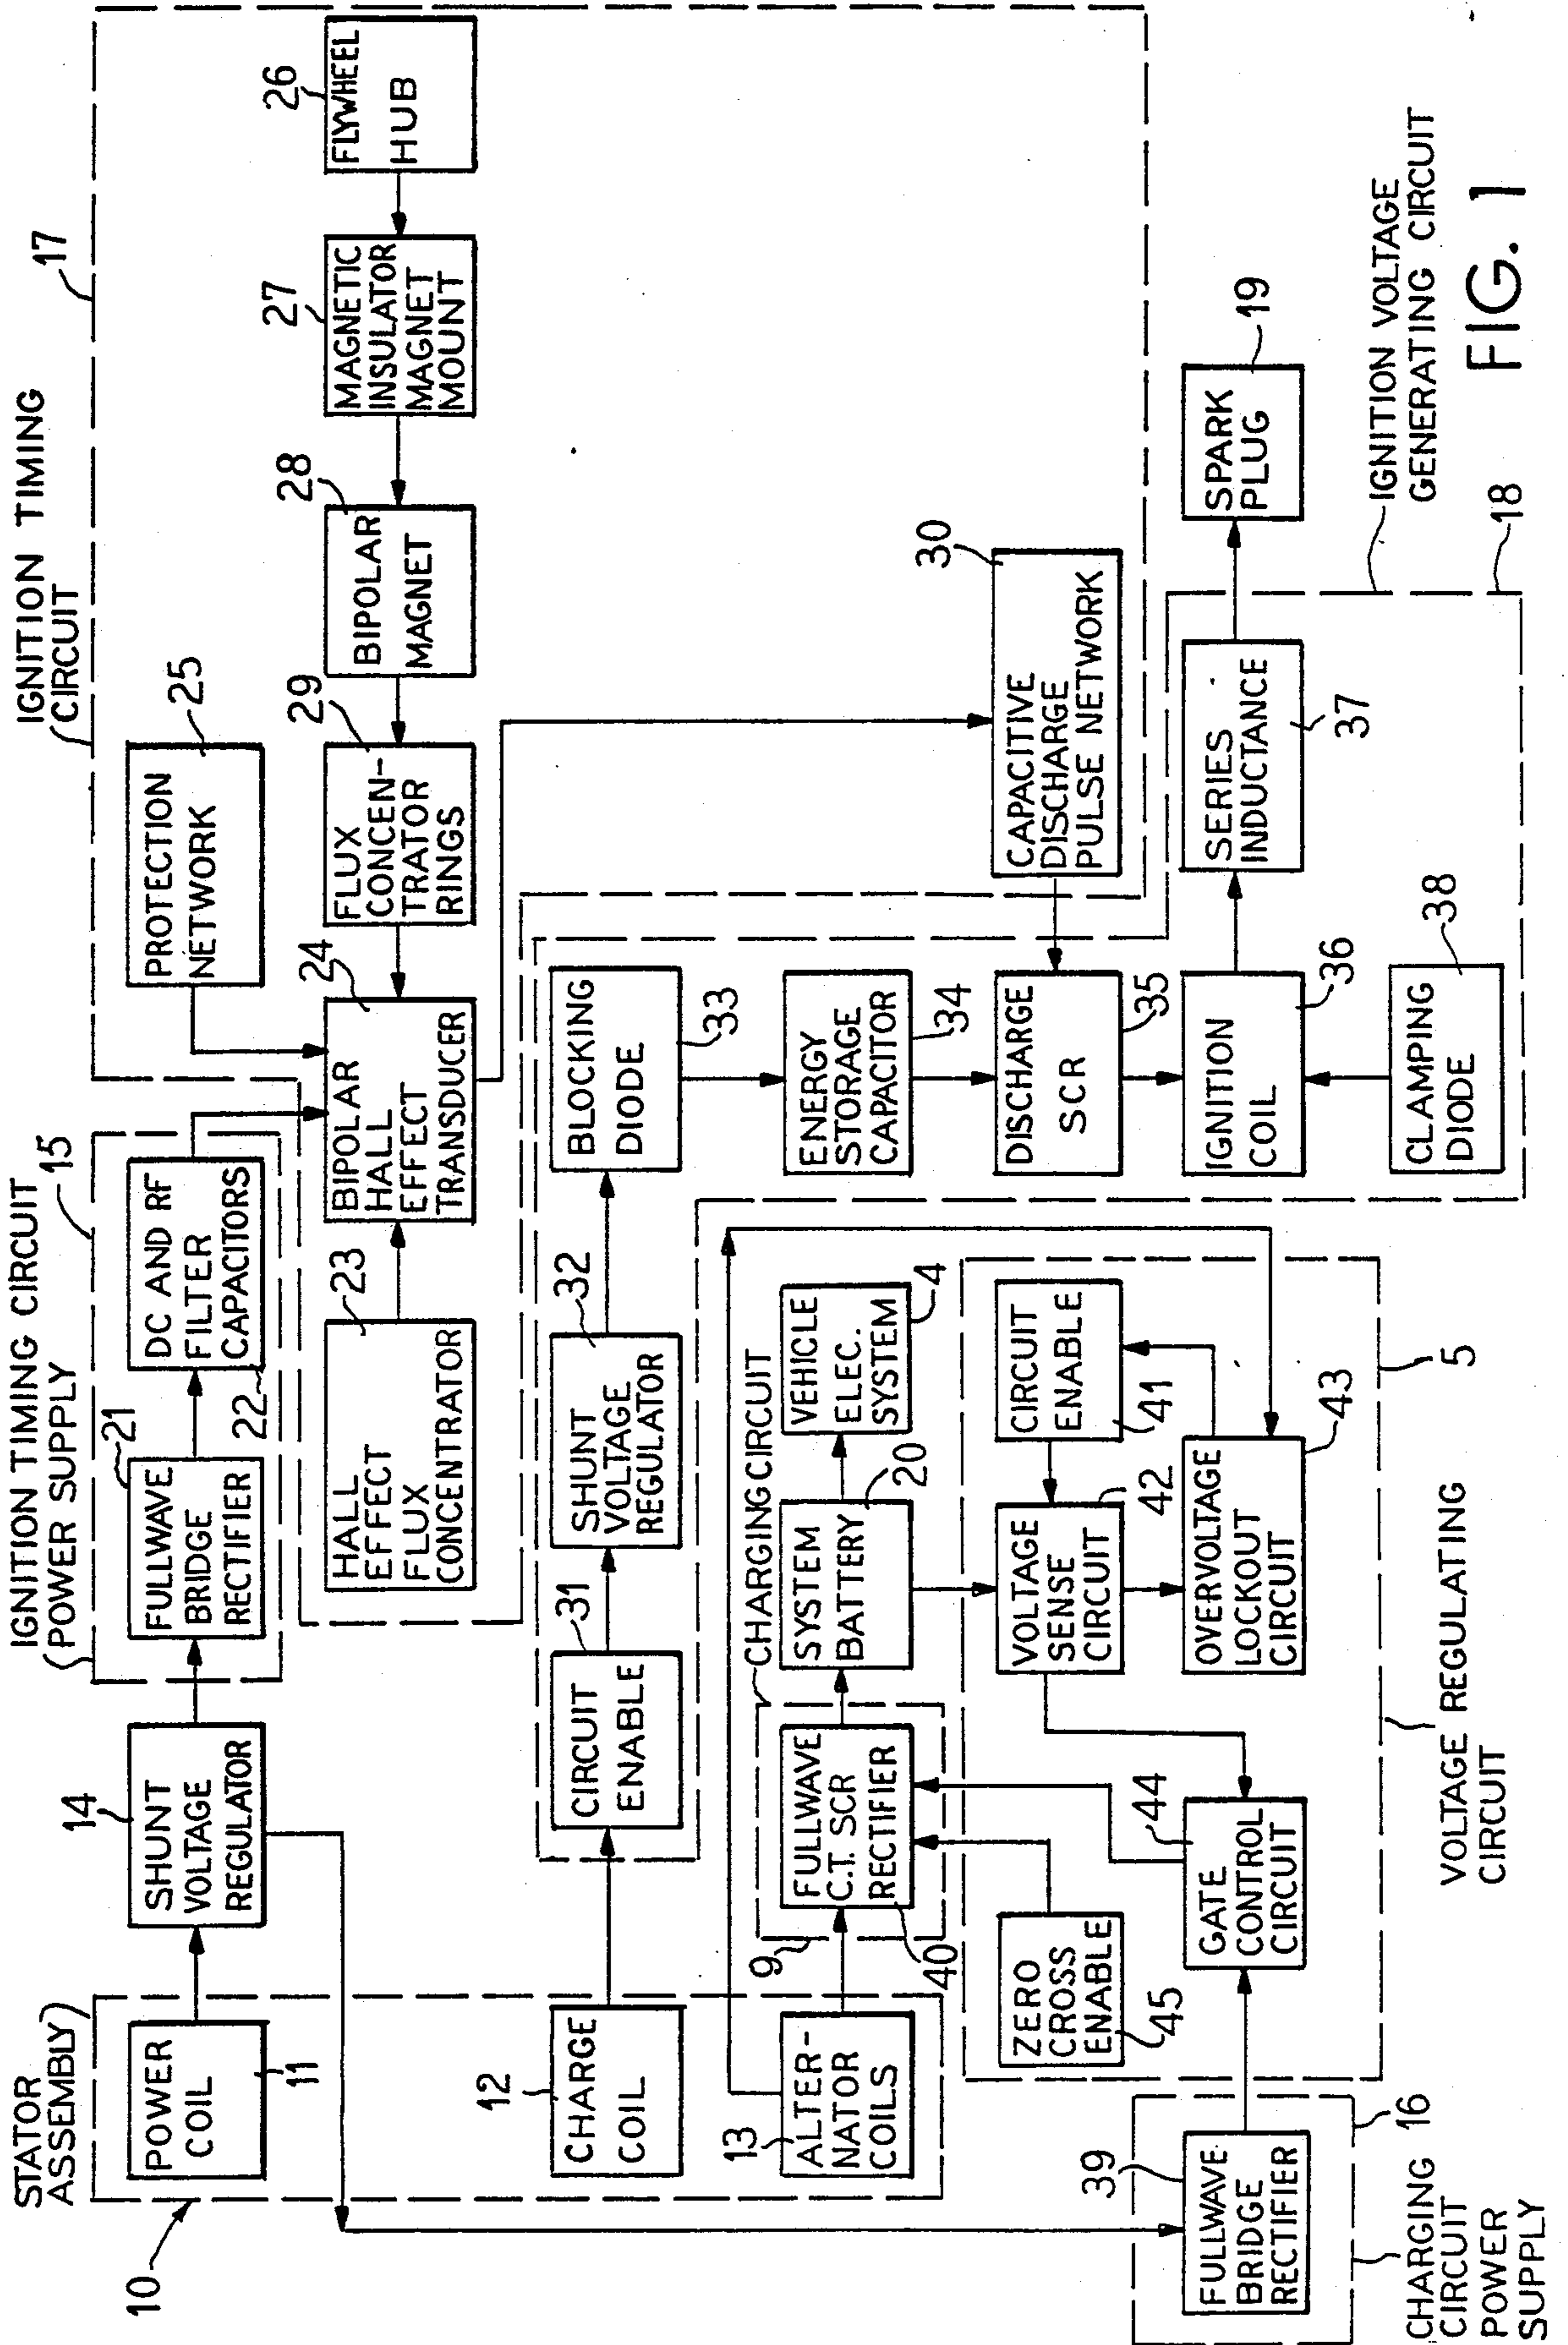 STATOR
ASSEMBLY
10
POWER
COIL
11
CHARGE
COIL
12
ALTER-
NATOR
COILS
13
SHUNT
VOLTAGE
REGULATOR
14
IGNITION TIMING CIRCUIT
POWER SUPPLY
15
FULLWAVE
BRIDGE
RECTIFIER
21
DC AND RF
FILTER
CAPACITORS
22
IGNITION TIMING
CIRCUIT
17
PROTECTION
NETWORK
25
HALL
EFFECT
FLUX
CONCENTRATOR
23
BIPOLAR
HALL
EFFECT
TRANSDUCER
24
FLUX
CONCEN-
TRATOR
RINGS
29
BIPOLAR
MAGNET
28
MAGNETIC
INSULATOR
MAGNET
MOUNT
27
FLYWHEEL
HUB
26
CAPACITIVE
DISCHARGE
PULSE NETWORK
30
CIRCUIT
ENABLE
31
SHUNT
VOLTAGE
REGULATOR
32
BLOCKING
DIODE
33
ENERGY
STORAGE
CAPACITOR
34
DISCHARGE
SCR
35
IGNITION
COIL
36
SERIES
INDUCTANCE
37
CLAMPING
DIODE
38
SPARK
PLUG
19
IGNITION VOLTAGE
GENERATING CIRCUIT
18
CHARGING CIRCUIT
9
FULLWAVE
C.T. SCR
RECTIFIER
40
SYSTEM
BATTERY
20
VEHICLE
ELEC.
SYSTEM
4
ZERO
CROSS
ENABLE
45
VOLTAGE
SENSE
CIRCUIT
42
CIRCUIT
ENABLE
41
GATE
CONTROL
CIRCUIT
44
OVERVOLTAGE
LOCKOUT
CIRCUIT
43
5
VOLTAGE REGULATING
CIRCUIT
FULLWAVE
BRIDGE
RECTIFIER
39
16
CHARGING
CIRCUIT
POWER
SUPPLY
FIG. 1